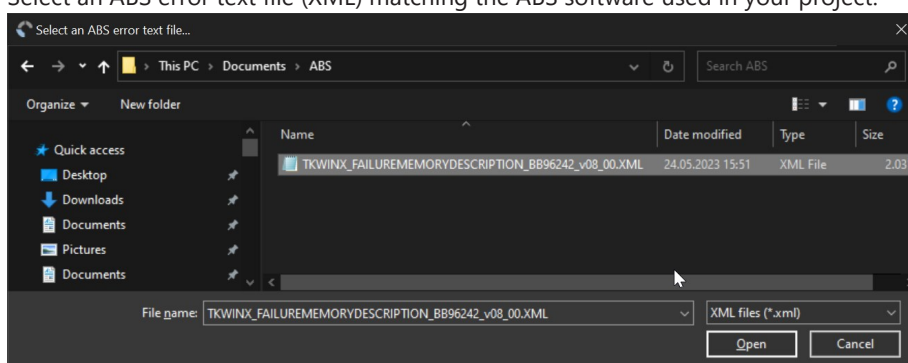 Select an ABS error text file (XML) matching the ABS software used in your project.
Select an ABS error text file...
This PC > Documents > ABS
Search ABS
Organize
New folder
Name
Date modified
Type
Size
Quick access
Desktop
Downloads
Documents
Pictures
Documents
TKWINX_FAILUREMEMORYDESCRIPTION_BB96242_v08_00.XML 24.05.2023 15:51 XML File 2.03
File name: TKWINX_FAILUREMEMORYDESCRIPTION_BB96242_v08_00.XML
XML files (*.xml)
Open
Cancel